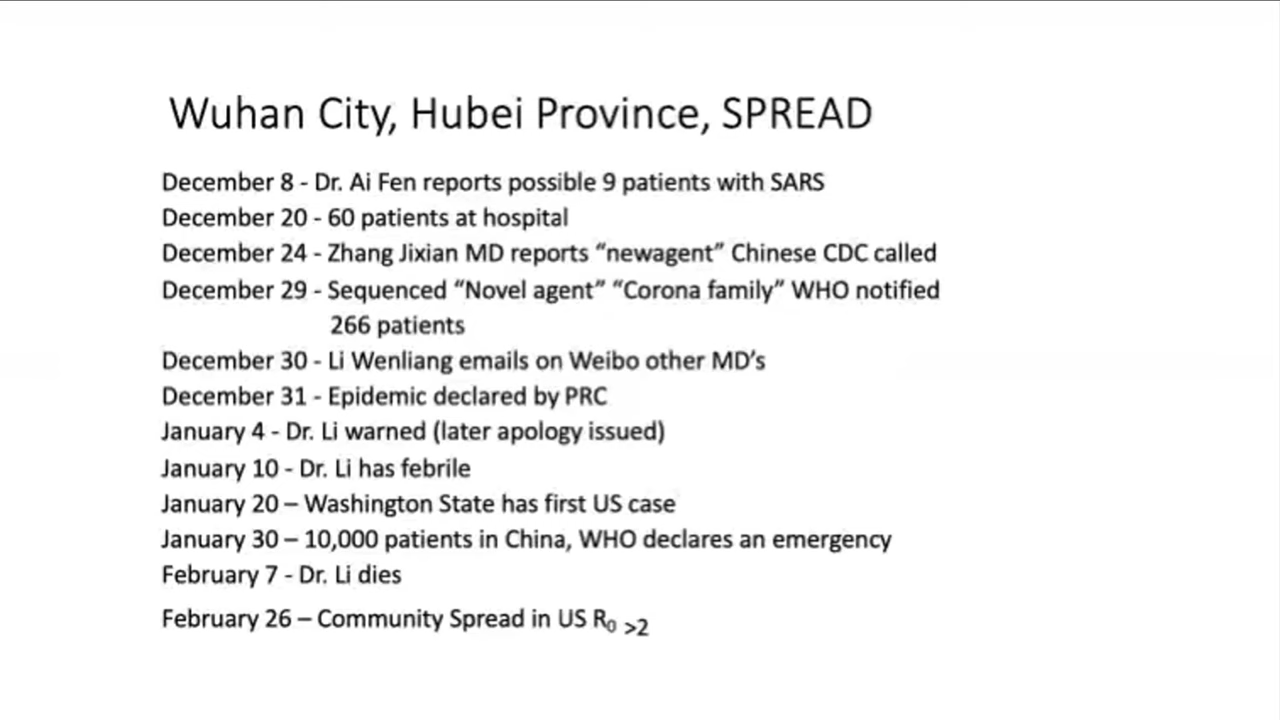 Wuhan City, Hubei Province, SPREAD
December 8 - Dr. Ai Fen reports possible 9 patients with SARS
December 20 - 60 patients at hospital
December 24 - Zhang Jixian MD reports “newagent” Chinese CDC called
December 29 - Sequenced “Novel agent” “Corona family” WHO notified
266 patients
December 30 - Li Wenliang emails on Weibo other MD’s
December 31 - Epidemic declared by PRC
January 4 - Dr. Li warned (later apology issued)
January 10 - Dr. Li has febrile
January 20 – Washington State has first US case
January 30 – 10,000 patients in China, WHO declares an emergency
February 7 - Dr. Li dies
February 26 – Community Spread in US R₀ >2